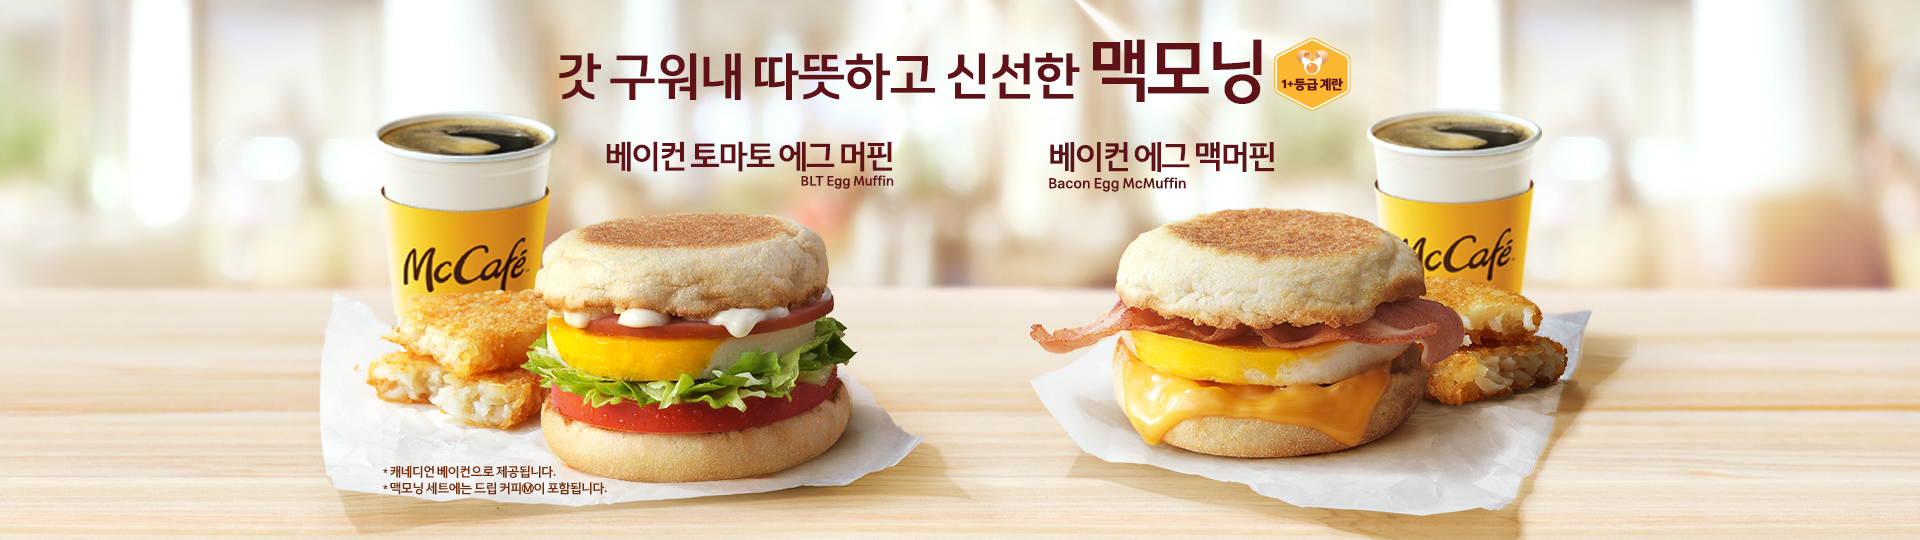 갓 구워내 따뜻하고 신선한 맥모닝
1+등급 계란
베이컨 토마토 에그 머핀
BLT Egg Muffin
베이컨 에그 맥머핀
Bacon Egg McMuffin
McCafé
McCafé
* 캐네디언 베이컨으로 제공됩니다.
* 맥모닝 세트에는 드립 커피Ⓜ이 포함됩니다.